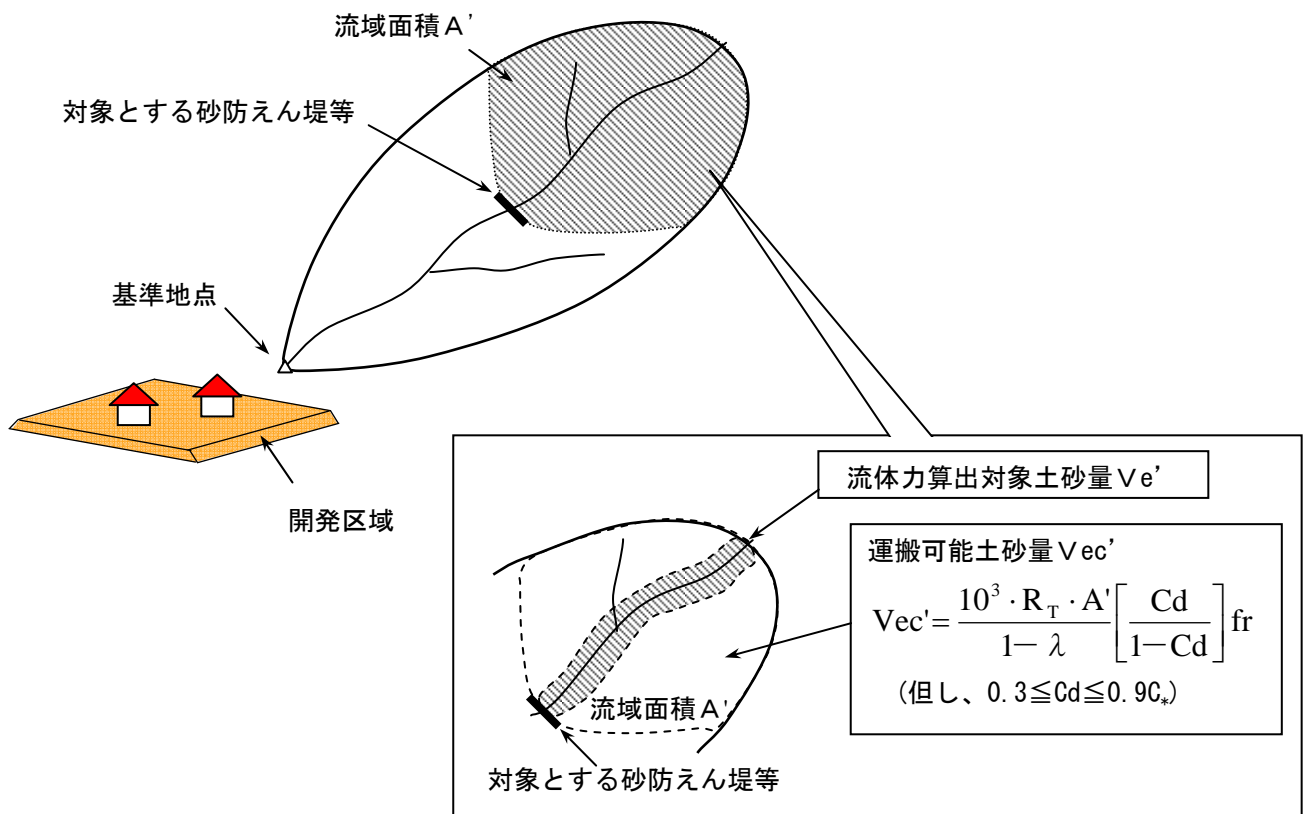 流域面積Ａ'
対象とする砂防えん堤等
基準地点
開発区域
流体力算出対象土砂量Ｖe'
運搬可能土砂量Ｖec'
Vec'= 10³・R_T・A' / 1－λ [Cd / 1－Cd] fr
(但し、0.3≦Cd≦0.9C*)
流域面積Ａ'
対象とする砂防えん堤等